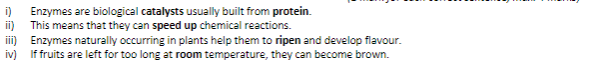 i) Enzymes are biological catalysts usually built from protein.
ii) This means that they can speed up chemical reactions.
iii) Enzymes naturally occurring in plants help them to ripen and develop flavour.
iv) If fruits are left for too long at room temperature, they can become brown.